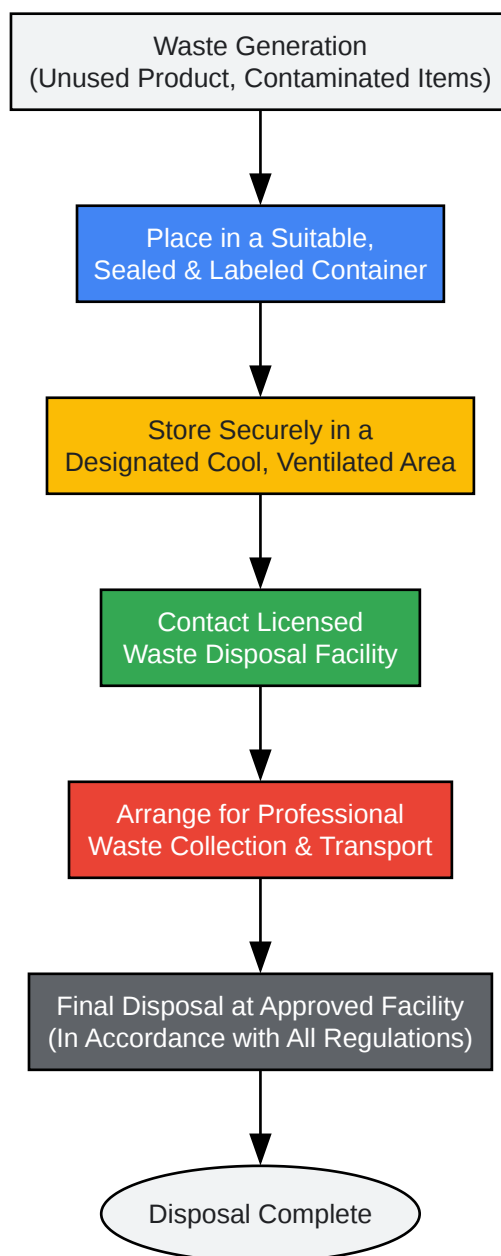 Waste Generation
(Unused Product, Contaminated Items)
Place in a Suitable,
Sealed & Labeled Container
Store Securely in a
Designated Cool, Ventilated Area
Contact Licensed
Waste Disposal Facility
Arrange for Professional
Waste Collection & Transport
Final Disposal at Approved Facility
(In Accordance with All Regulations)
Disposal Complete